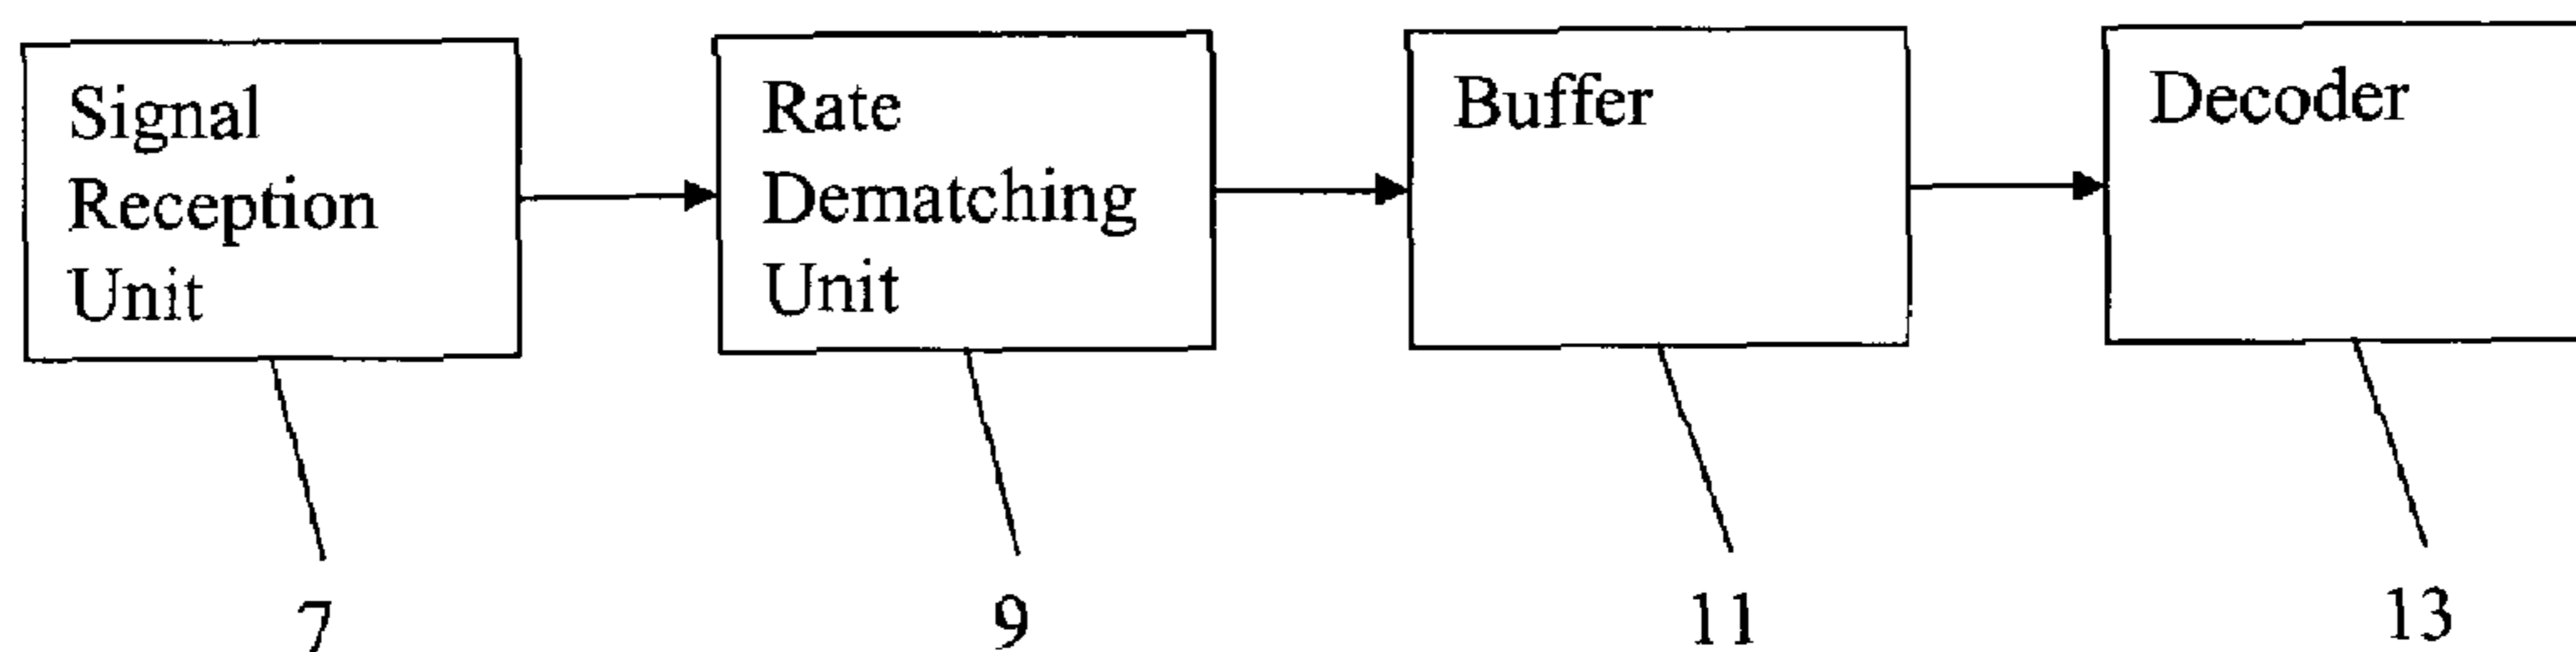 Signal
Reception
Unit
Rate
Dematching
Unit
Buffer
Decoder
7
9
11
13